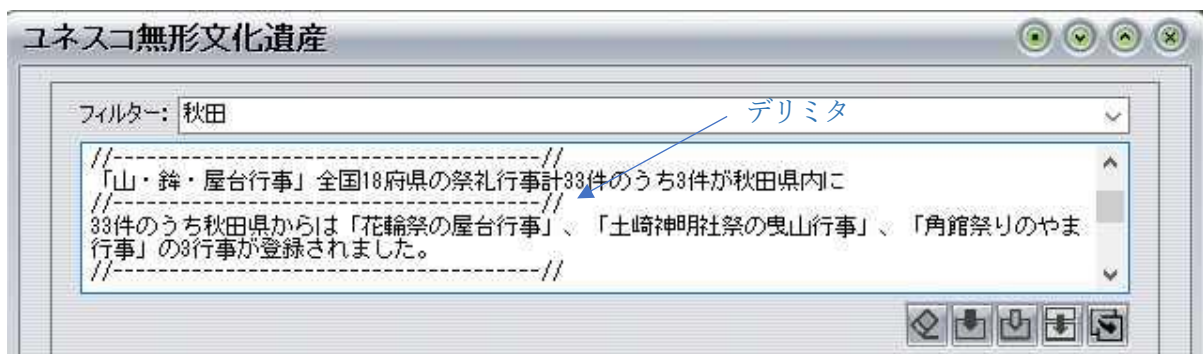 ユネスコ無形文化遺産
フィルター: 秋田
デリミタ
//---------------------------------------//
「山・鉾・屋台行事」全国18府県の祭礼行事計33件のうち3件が秋田県内に
//---------------------------------------//
33件のうち秋田県からは「花輪祭の屋台行事」、「土崎神明社祭の曳山行事」、「角館祭りのやま
行事」の3行事が登録されました。
//---------------------------------------//